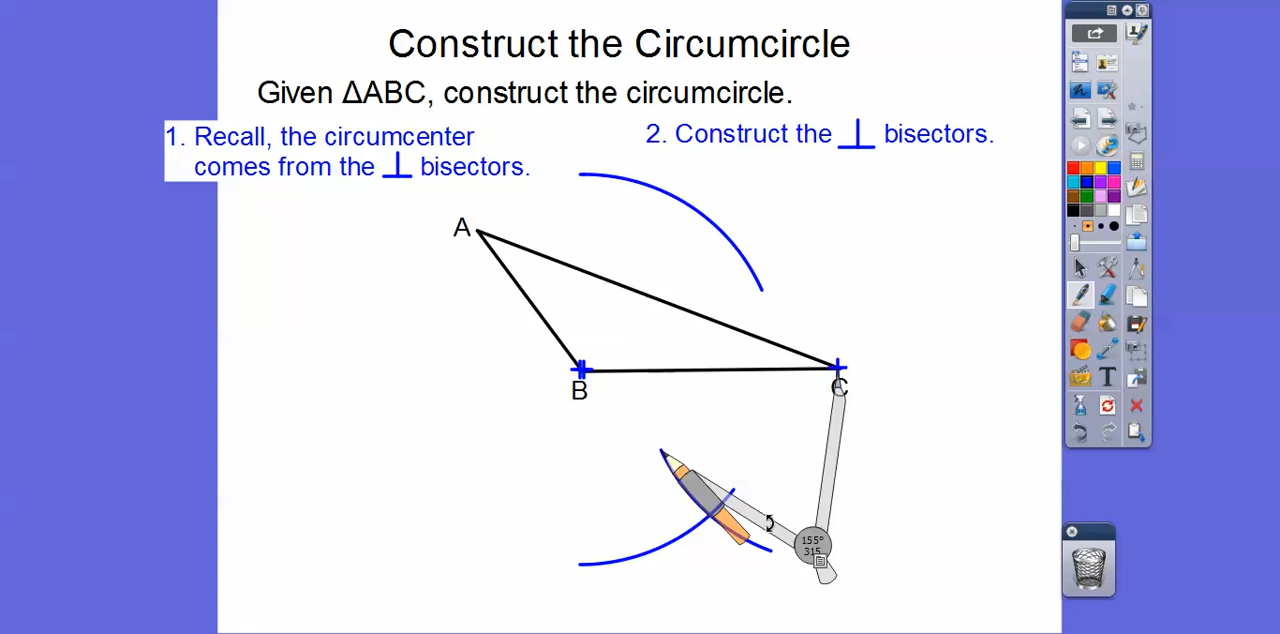 Construct the Circumcircle
Given ΔABC, construct the circumcircle.
1. Recall, the circumcenter
comes from the ⊥ bisectors.
2. Construct the ⊥ bisectors.
A
B
C
155°
315
T